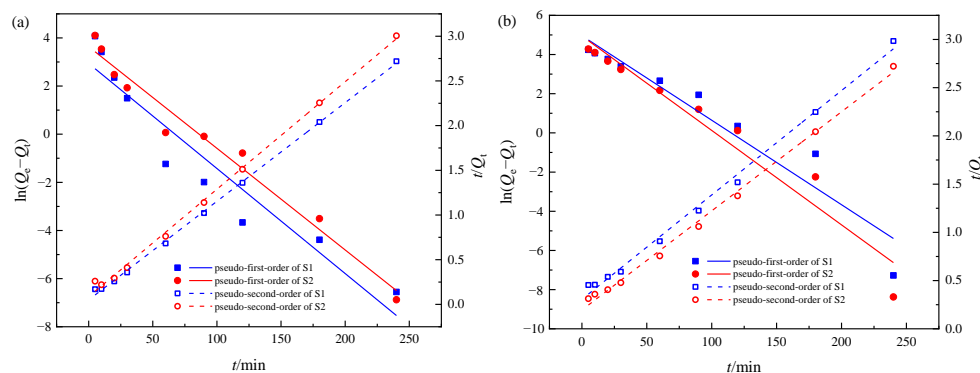 (a)
ln(Qe−Qt)
4
2
0
−2
−4
−6
−8
3.0
2.5
2.0
1.5
1.0
0.5
0.0
t/Qt
pseudo-first-order of S1
pseudo-first-order of S2
pseudo-second-order of S1
pseudo-second-order of S2
0 50 100 150 200 250
t/min
(b)
ln(Qe−Qt)
6
4
2
0
-2
-4
-6
-8
-10
3.0
2.5
2.0
1.5
1.0
0.5
0.0
t/Q
pseudo-first-order of S1
pseudo-first-order of S2
pseudo-second-order of S1
pseudo-second-order of S2
0 50 100 150 200 250
t/min